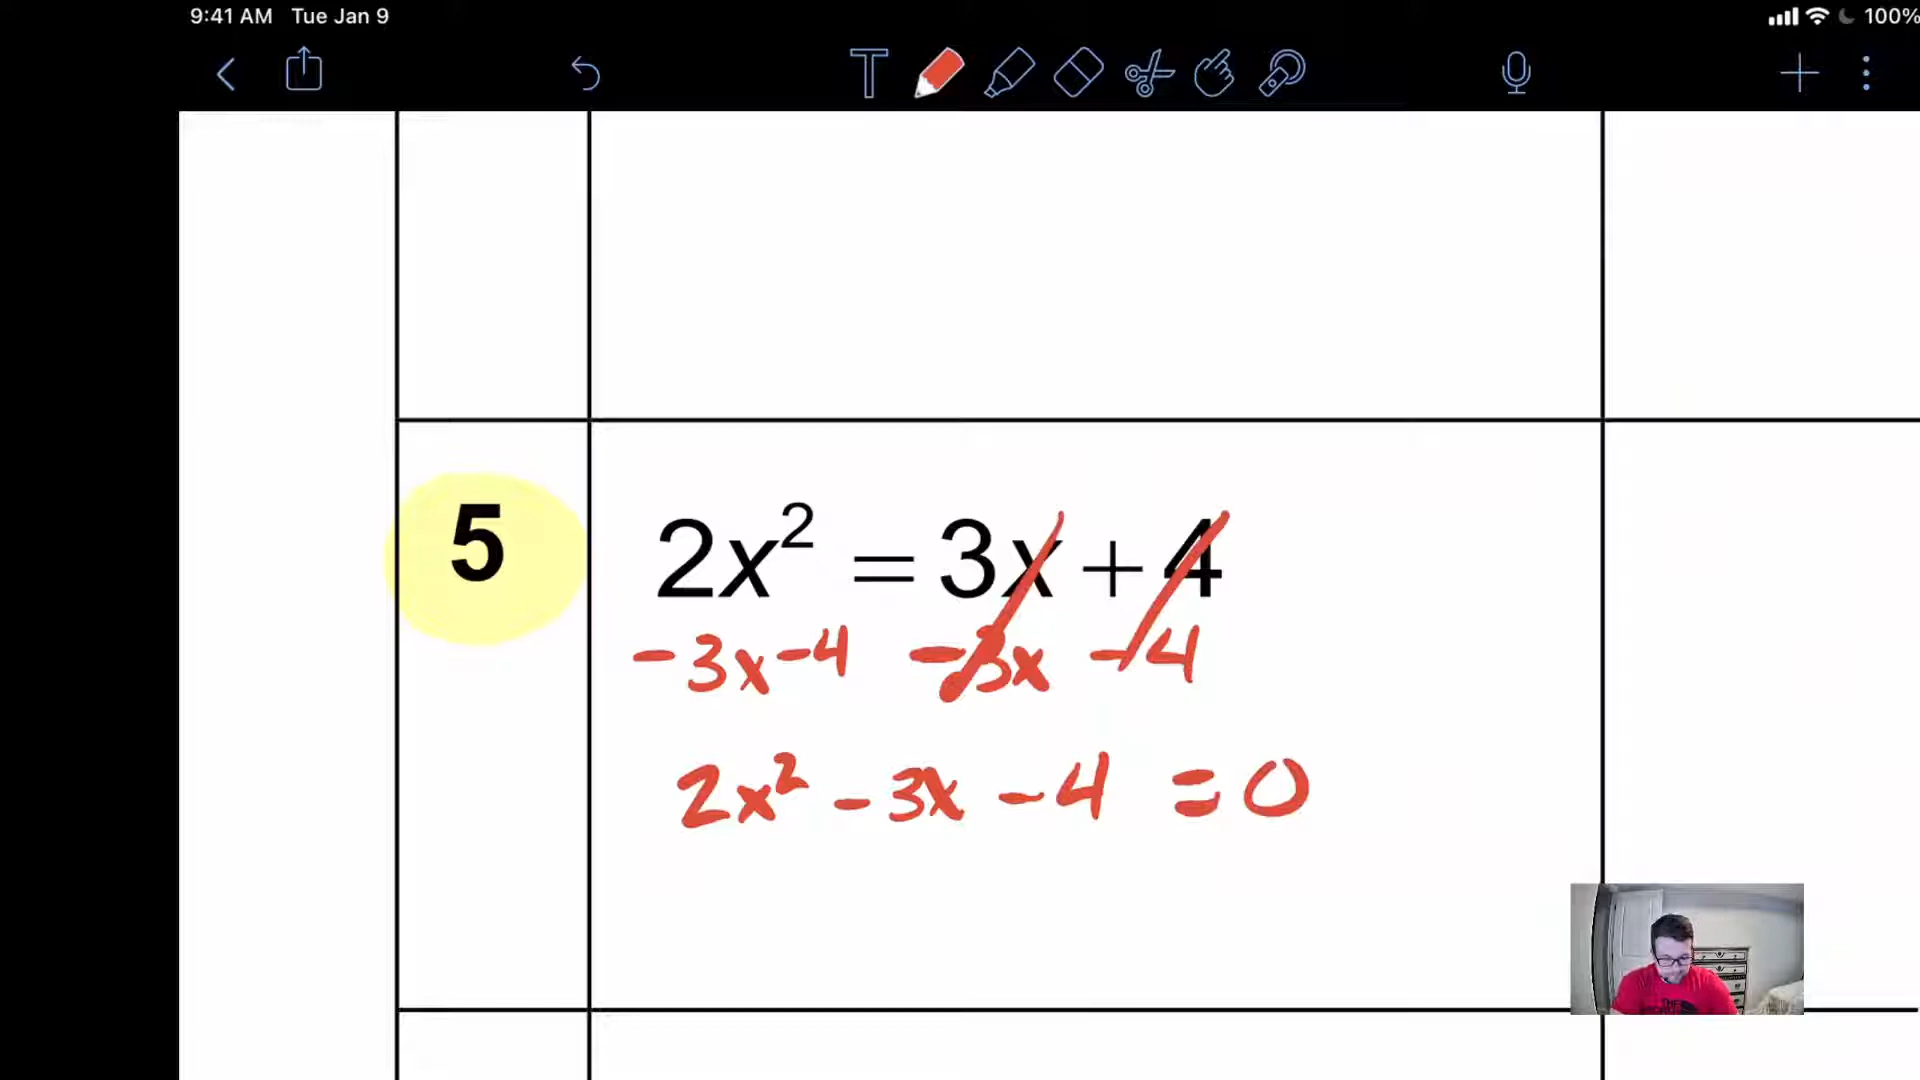 9:41 AM Tue Jan 9 100%
T
5 2x² = 3x + 4
-3x -4 -3x -4
2x² - 3x - 4 = 0
THE